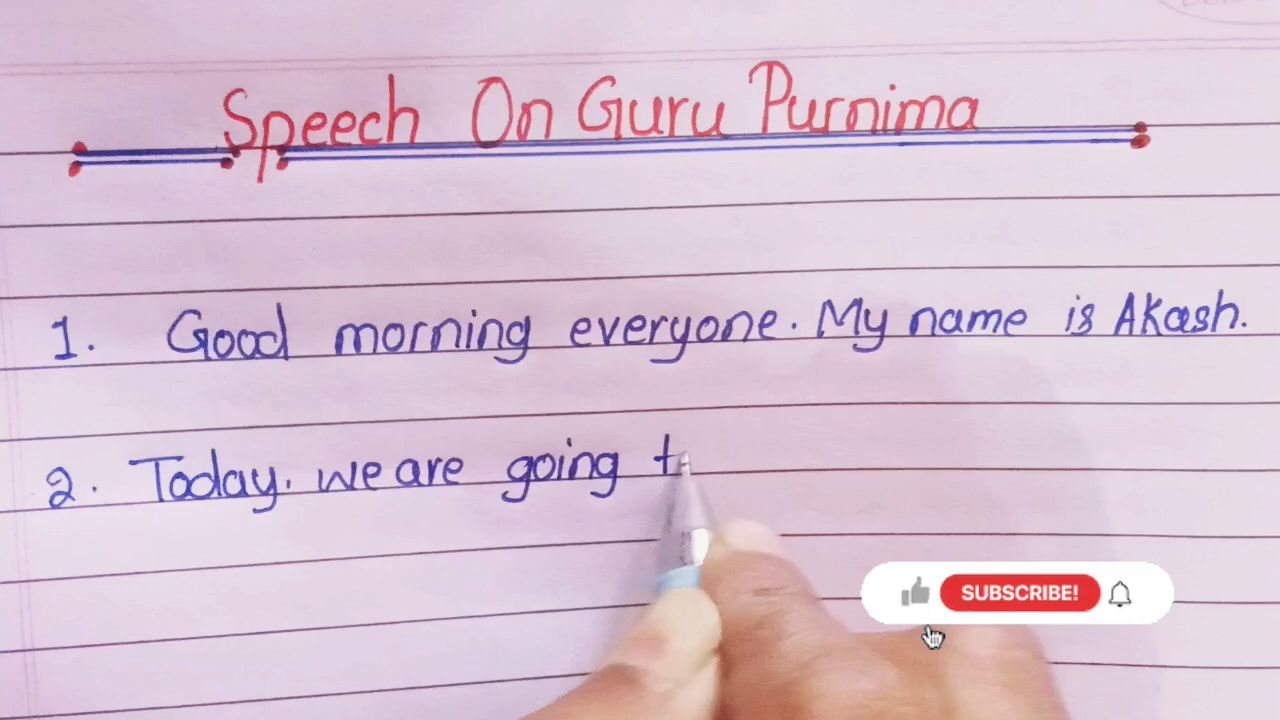 Speech On Guru Purnima
1. Good morning everyone. My name is Akash.
2. Today. we are going t
SUBSCRIBE!